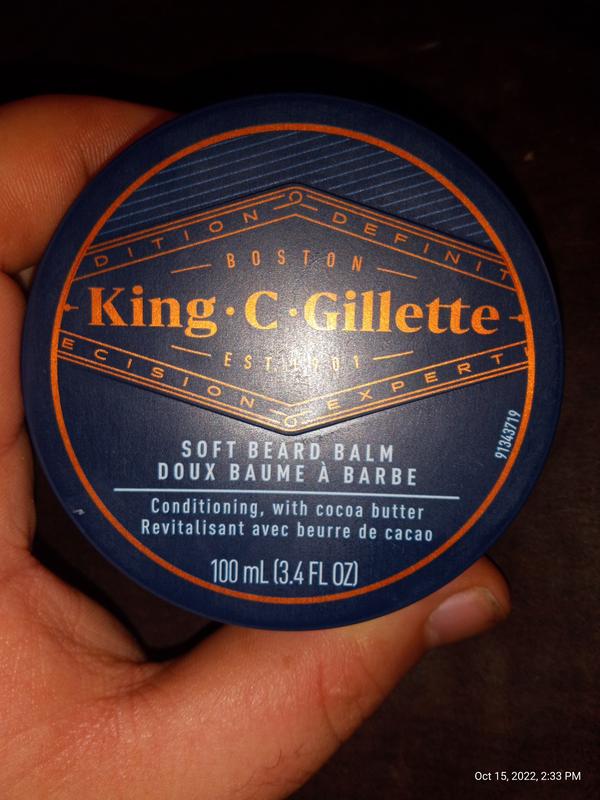 DITION DEFINIT
BOSTON
King·C·Gillette
EST. 1901
ECISION EXPERT
SOFT BEARD BALM
DOUX BAUME À BARBE
Conditioning, with cocoa butter
Revitalisant avec beurre de cacao
100 mL (3.4 FL OZ)
91343719
Oct 15, 2022, 2:33 PM